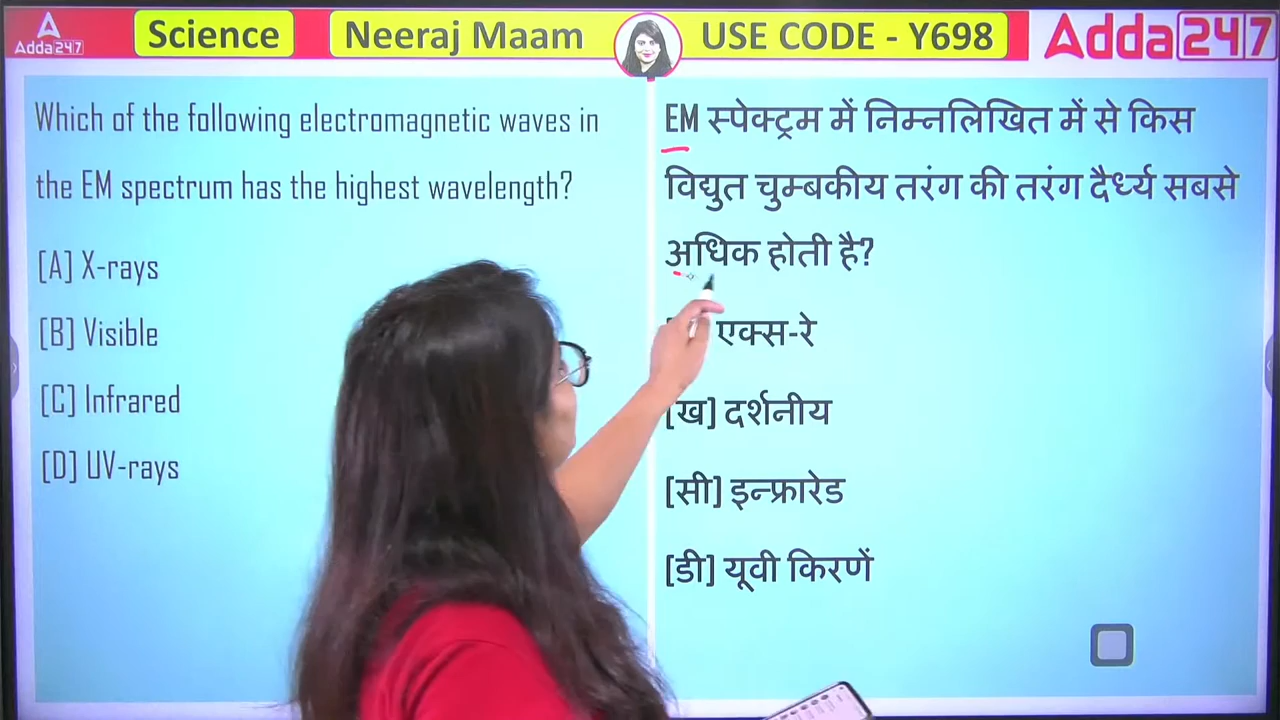 Adda247
Science
Neeraj Maam
USE CODE - Y698
Adda247
Which of the following electromagnetic waves in
the EM spectrum has the highest wavelength?
[A] X-rays
[B] Visible
[C] Infrared
[D] UV-rays
EM स्पेक्ट्रम में निम्नलिखित में से किस
विद्युत चुम्बकीय तरंग की तरंग दैर्ध्य सबसे
अधिक होती है?
एक्स-रे
[ख] दर्शनीय
[सी] इन्फ्रारेड
[डी] यूवी किरणें